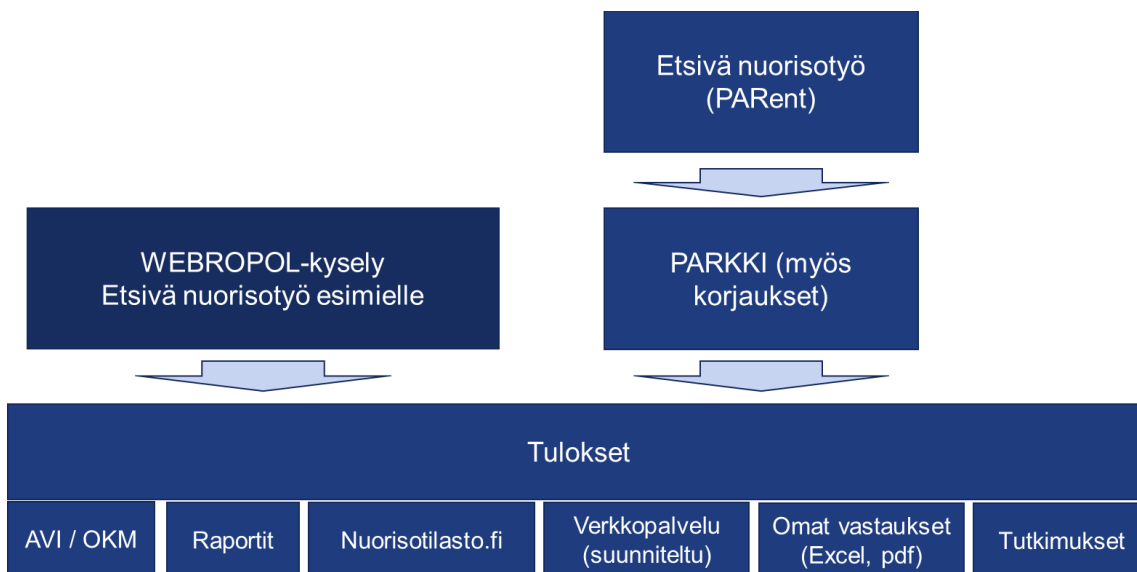 Etsivä nuorisotyö
(PARent)
WEBROPOL-kysely
Etsivä nuorisotyö esimielle
PARKKI (myös
korjaukset)
Tulokset
AVI / OKM
Raportit
Nuorisotilasto.fi
Verkkopalvelu
(suunniteltu)
Omat vastaukset
(Excel, pdf)
Tutkimukset